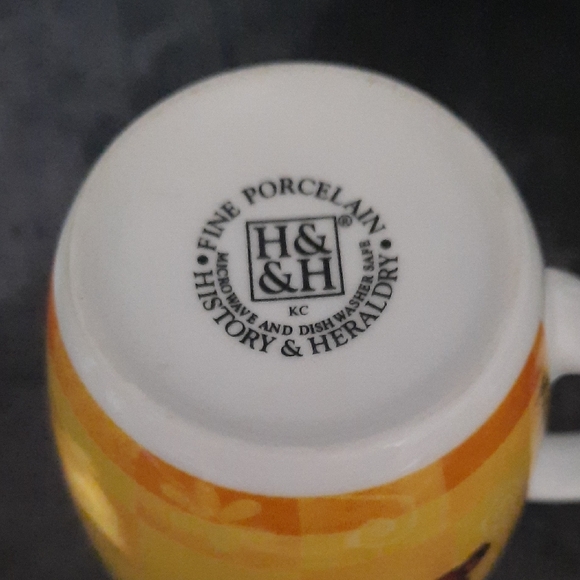 • FINE PORCELAIN •
H&
&H
®
KC
MICROWAVE AND DISHWASHER SAFE
HISTORY & HERALDRY